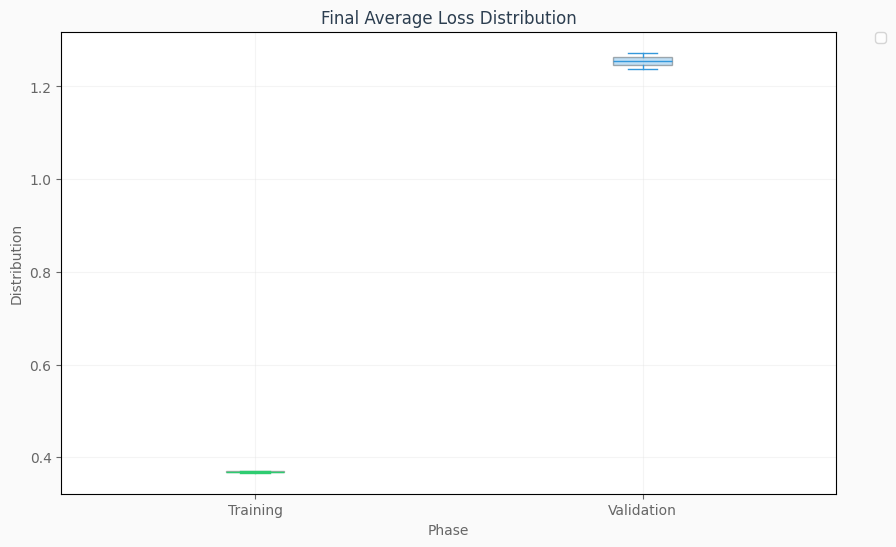 Final Average Loss Distribution
Distribution
1.2
1.0
0.8
0.6
0.4
Training
Validation
Phase